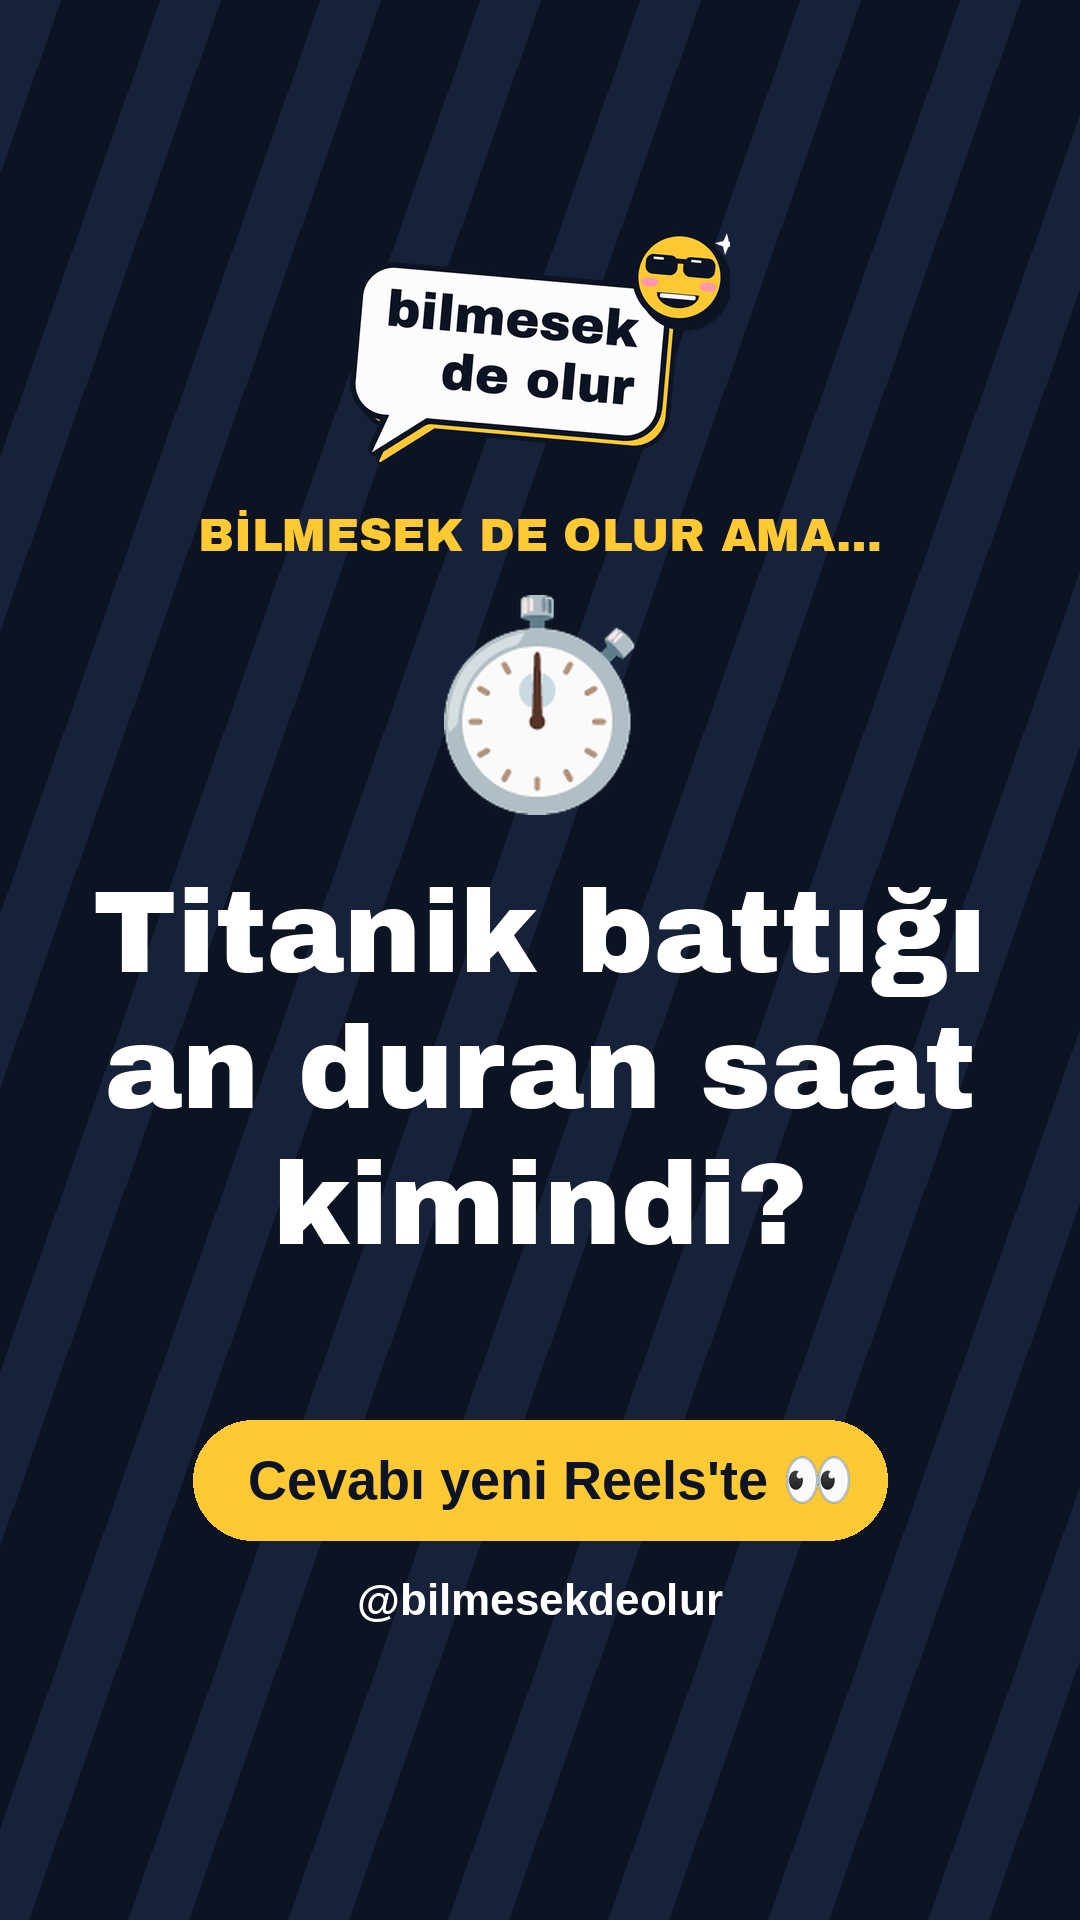 bilmesek
de olur
BİLMESEK DE OLUR AMA...
Titanik battığı
an duran saat
kimindi?
Cevabı yeni Reels'te 👀
@bilmesekdeolur